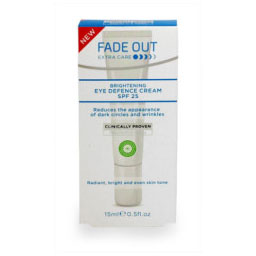 NEW
FADE OUT
EXTRA CARE
BRIGHTENING
EYE DEFENCE CREAM
SPF 25
Reduces the appearance
of dark circles and wrinkles
CLINICALLY PROVEN
Radiant, bright and even skin tone
15ml℮0.5fl.oz